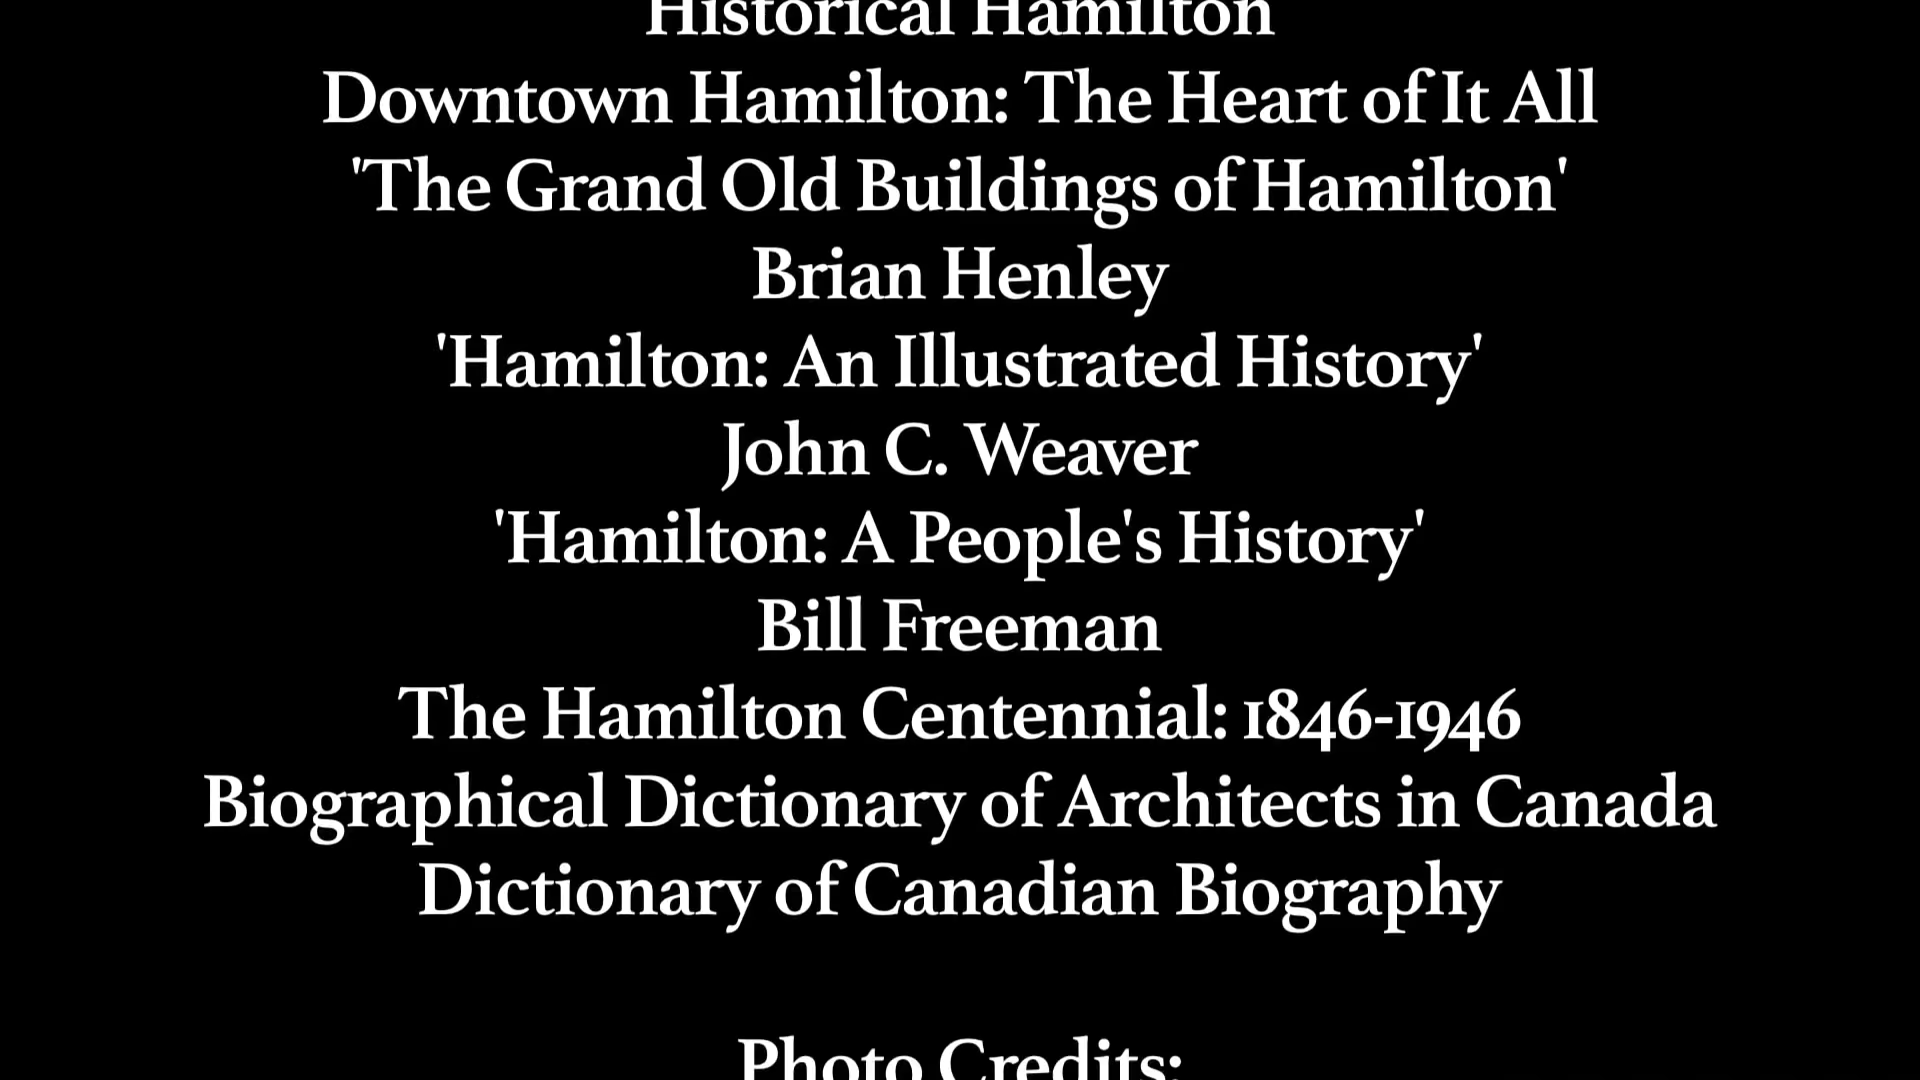 Historical Hamilton
Downtown Hamilton: The Heart of It All
'The Grand Old Buildings of Hamilton'
Brian Henley
'Hamilton: An Illustrated History'
John C. Weaver
'Hamilton: A People's History'
Bill Freeman
The Hamilton Centennial: 1846-1946
Biographical Dictionary of Architects in Canada
Dictionary of Canadian Biography
Photo Credits: